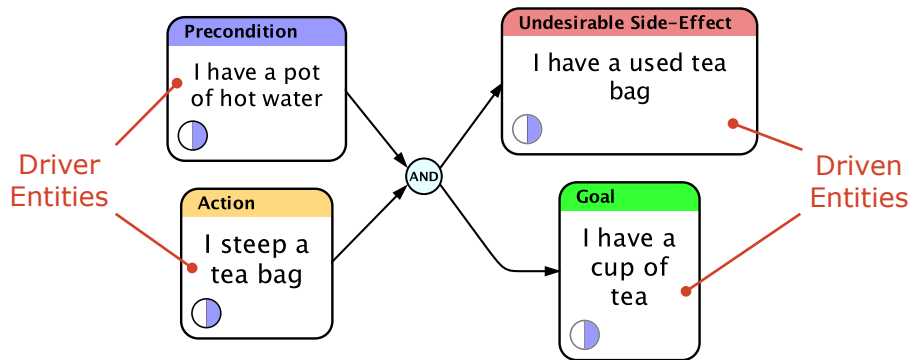 Precondition
I have a pot
of hot water
Undesirable Side-Effect
I have a used tea
bag
Driver
Entities
AND
Driven
Entities
Action
I steep a
tea bag
Goal
I have a
cup of
tea